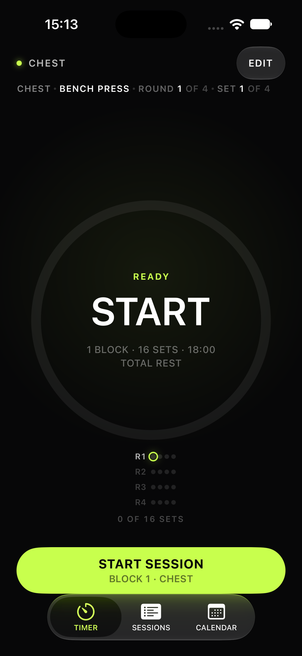 15:13
CHEST
EDIT
CHEST · BENCH PRESS · ROUND 1 OF 4 · SET 1 OF 4
READY
START
1 BLOCK · 16 SETS · 18:00
TOTAL REST
R1
R2
R3
R4
0 OF 16 SETS
START SESSION
BLOCK 1 · CHEST
TIMER
SESSIONS
CALENDAR